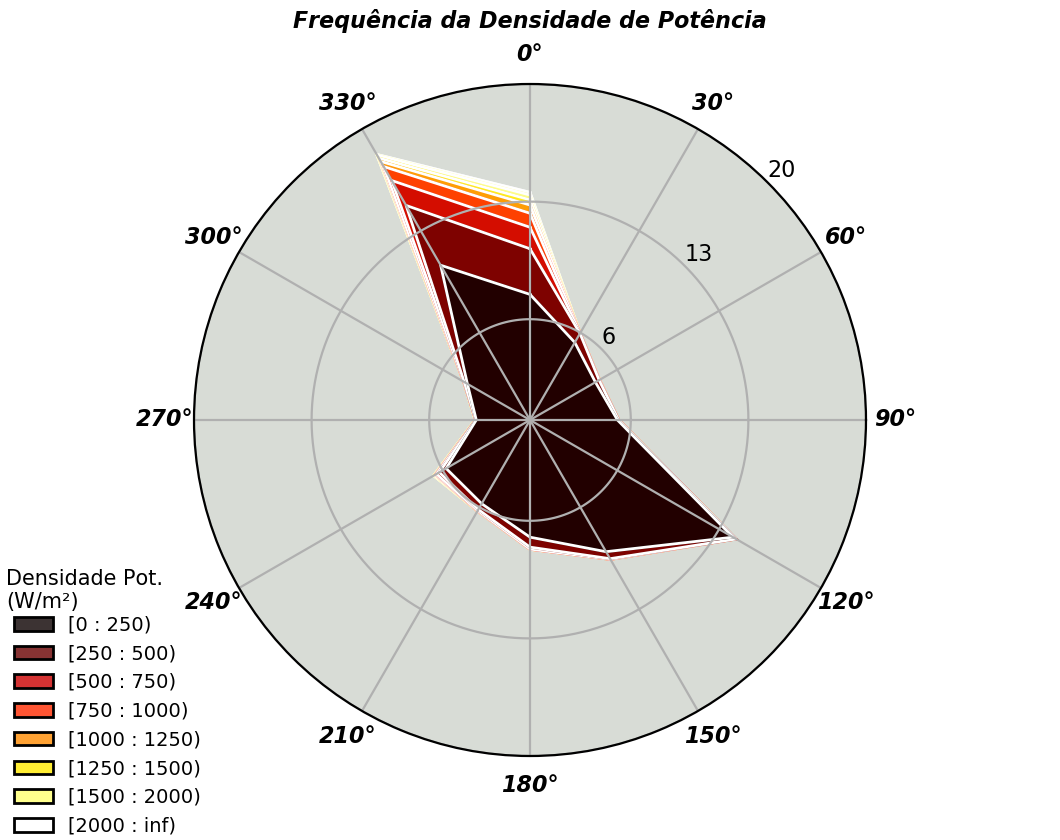 Frequência da Densidade de Potência
0°
330°
30°
20
300°
60°
13
6
270°
90°
240°
120°
210°
150°
180°
Densidade Pot.
(W/m²)
[0 : 250)
[250 : 500)
[500 : 750)
[750 : 1000)
[1000 : 1250)
[1250 : 1500)
[1500 : 2000)
[2000 : inf)